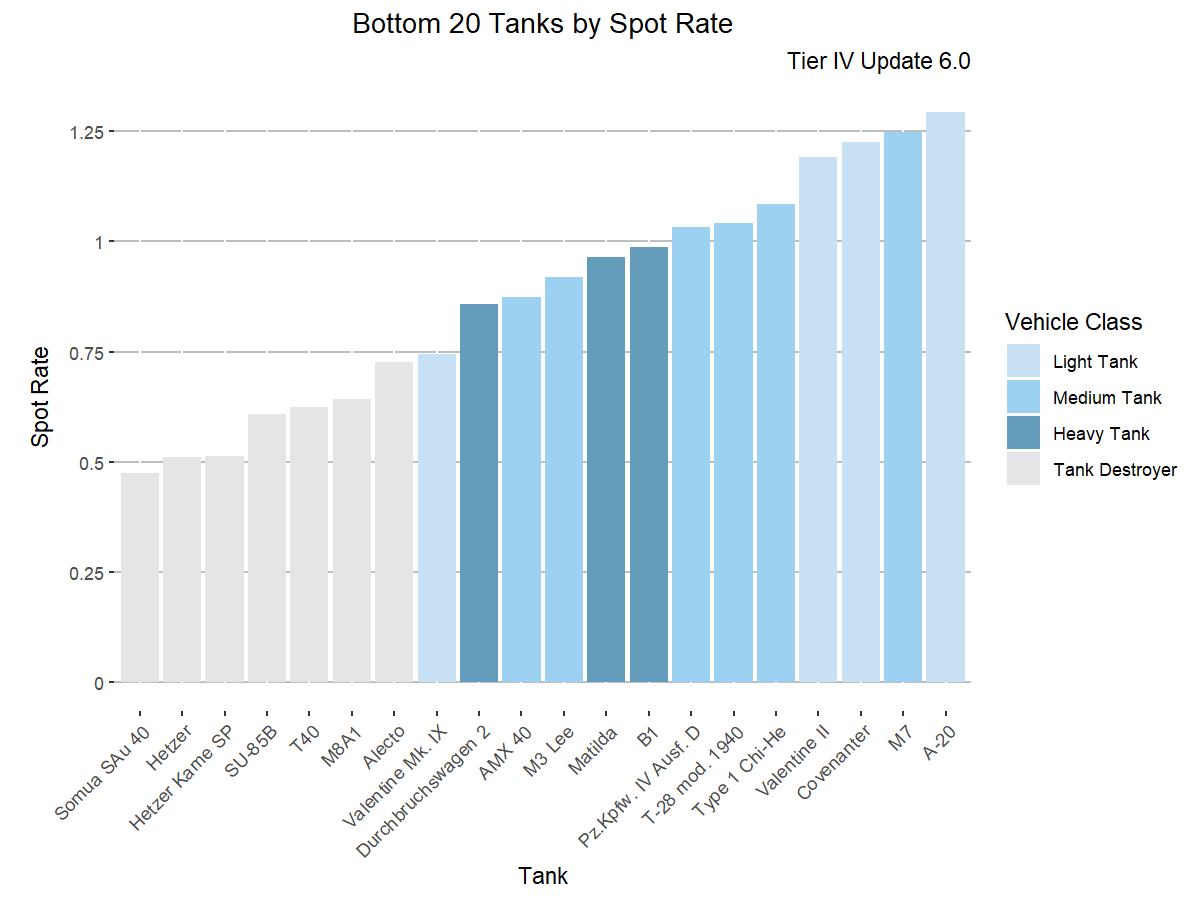 Bottom 20 Tanks by Spot Rate
Tier IV Update 6.0
1.25
1
0.75
0.5
0.25
0
Spot Rate
Somua SAu 40
Hetzer
Hetzer Kame SP
SU-85B
T40
M8A1
Alecto
Valentine Mk. IX
Durchbruchswagen 2
AMX 40
M3 Lee
Matilda
B1
Pz.Kpfw. IV Ausf. D
T-28 mod. 1940
Type 1 Chi-He
Valentine II
Covenanter
M7
A-20
Tank
Vehicle Class
Light Tank
Medium Tank
Heavy Tank
Tank Destroyer